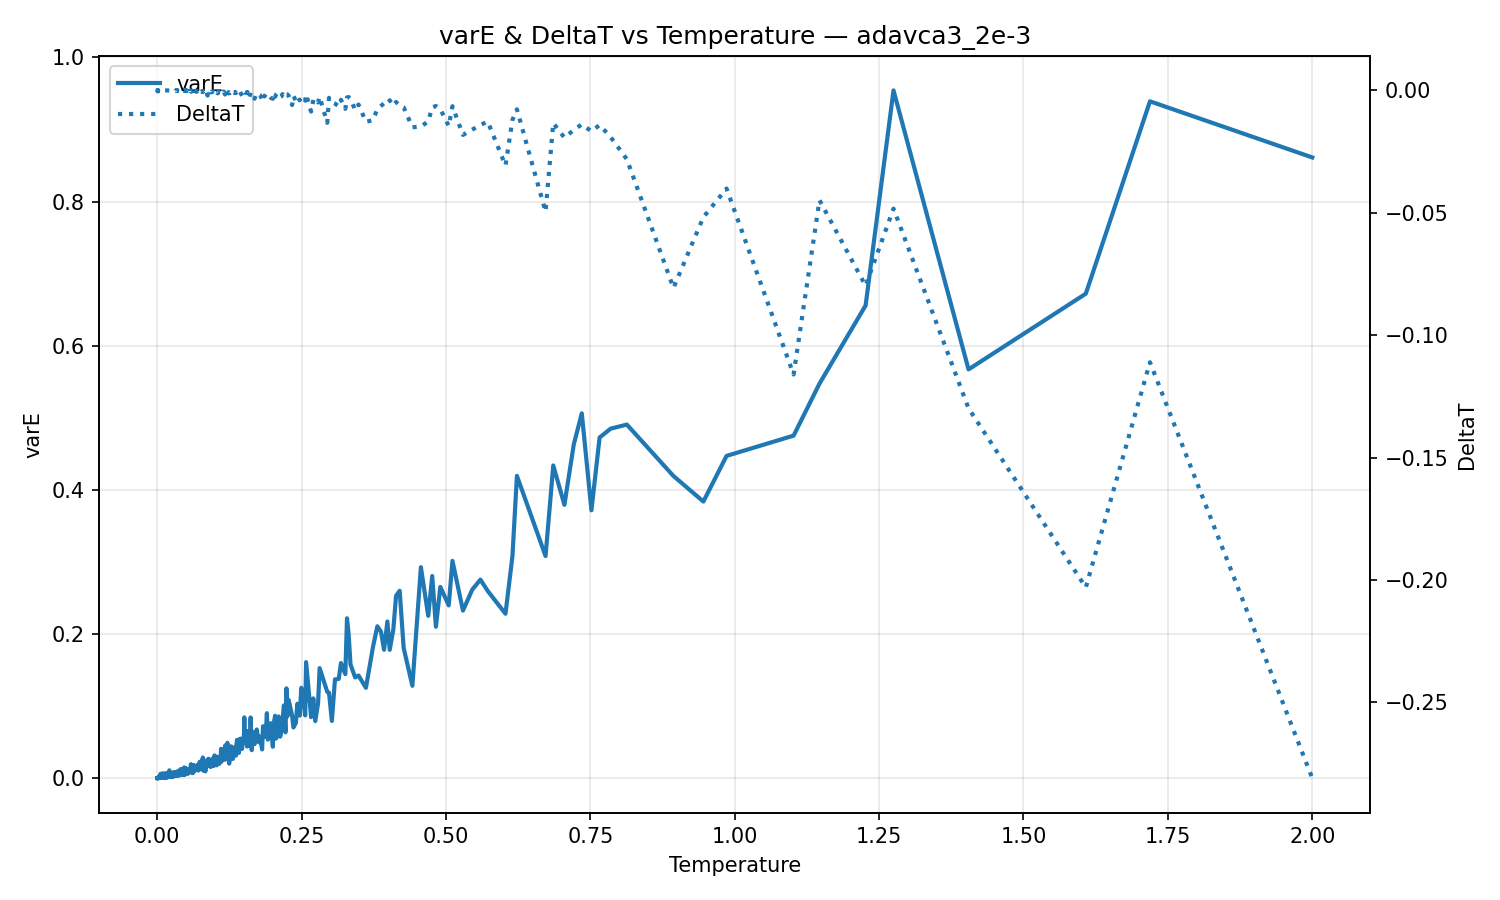 varE & DeltaT vs Temperature — adavca3_2e-3
varE
DeltaT
1.0
0.8
0.6
0.4
0.2
0.0
varE
0.00
−0.05
−0.10
−0.15
−0.20
−0.25
DeltaT
0.00 0.25 0.50 0.75 1.00 1.25 1.50 1.75 2.00
Temperature